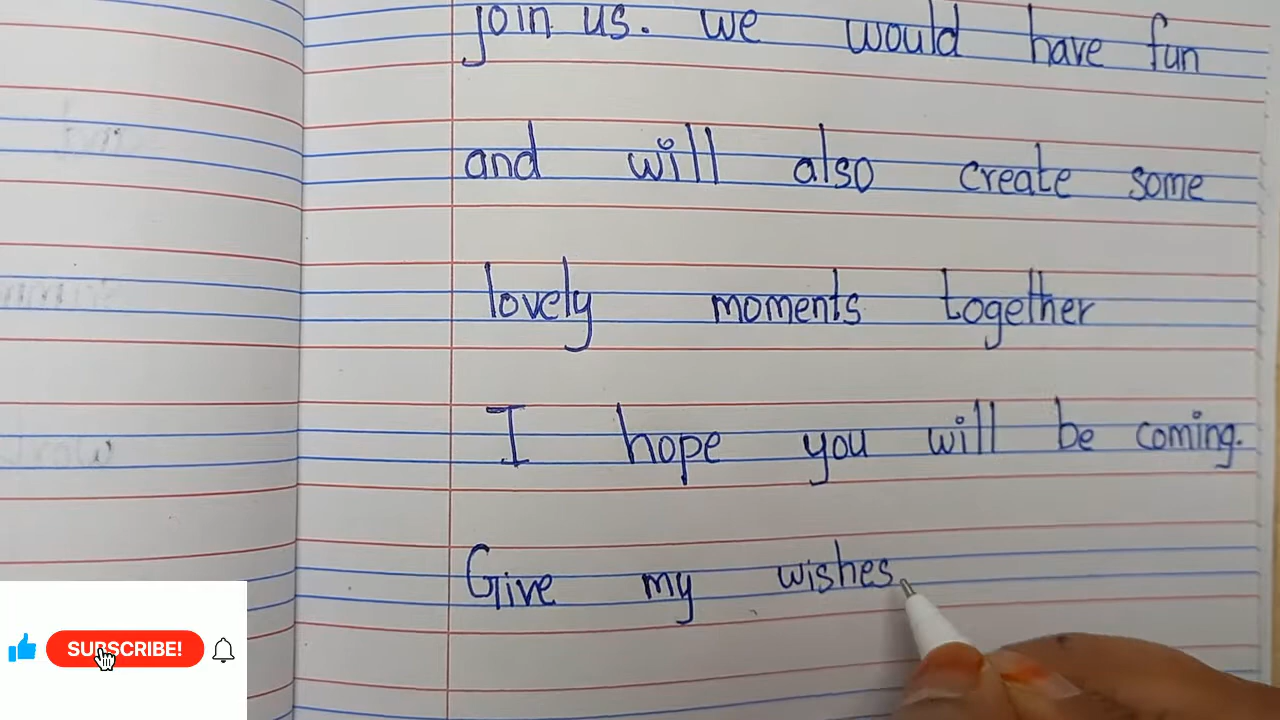 join us. we would have fun
and will also create some
lovely moments together
I hope you will be coming.
Give my wishes
SUBSCRIBE!